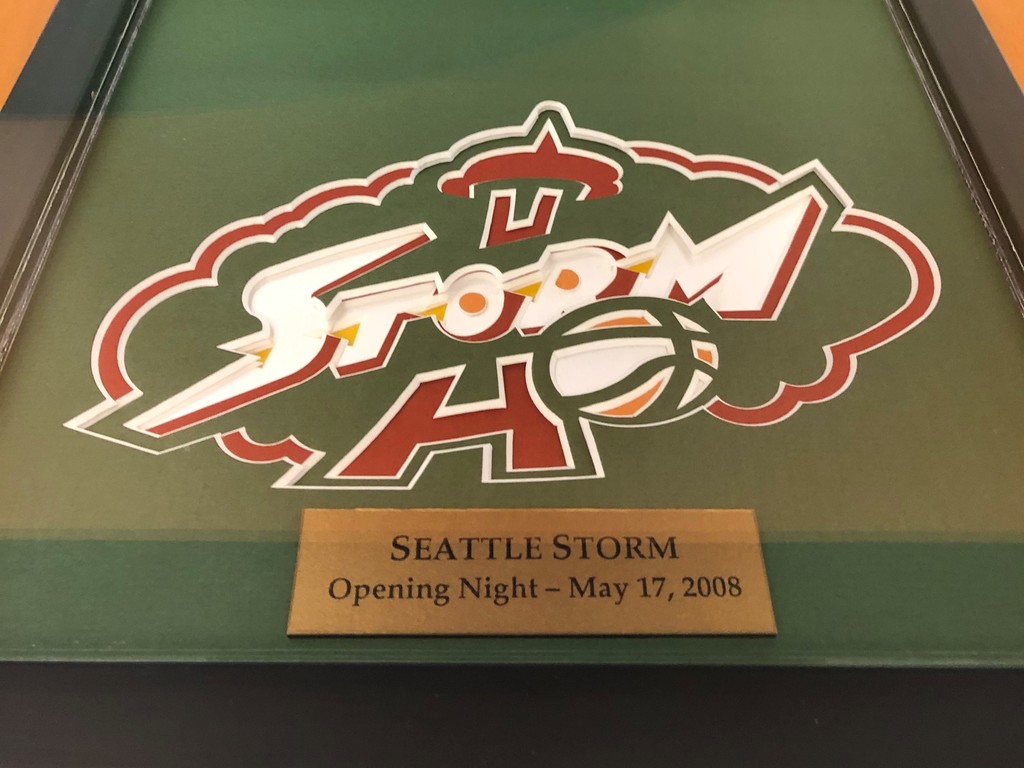 STORM
SEATTLE STORM
Opening Night – May 17, 2008